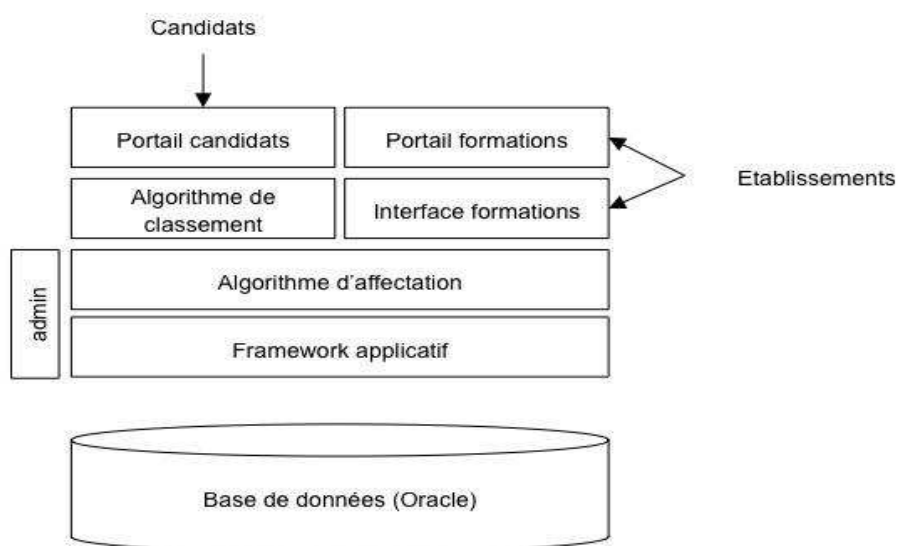 Candidats
Portail candidats
Portail formations
Etablissements
Algorithme de
classement
Interface formations
admin
Algorithme d'affectation
Framework applicatif
Base de données (Oracle)